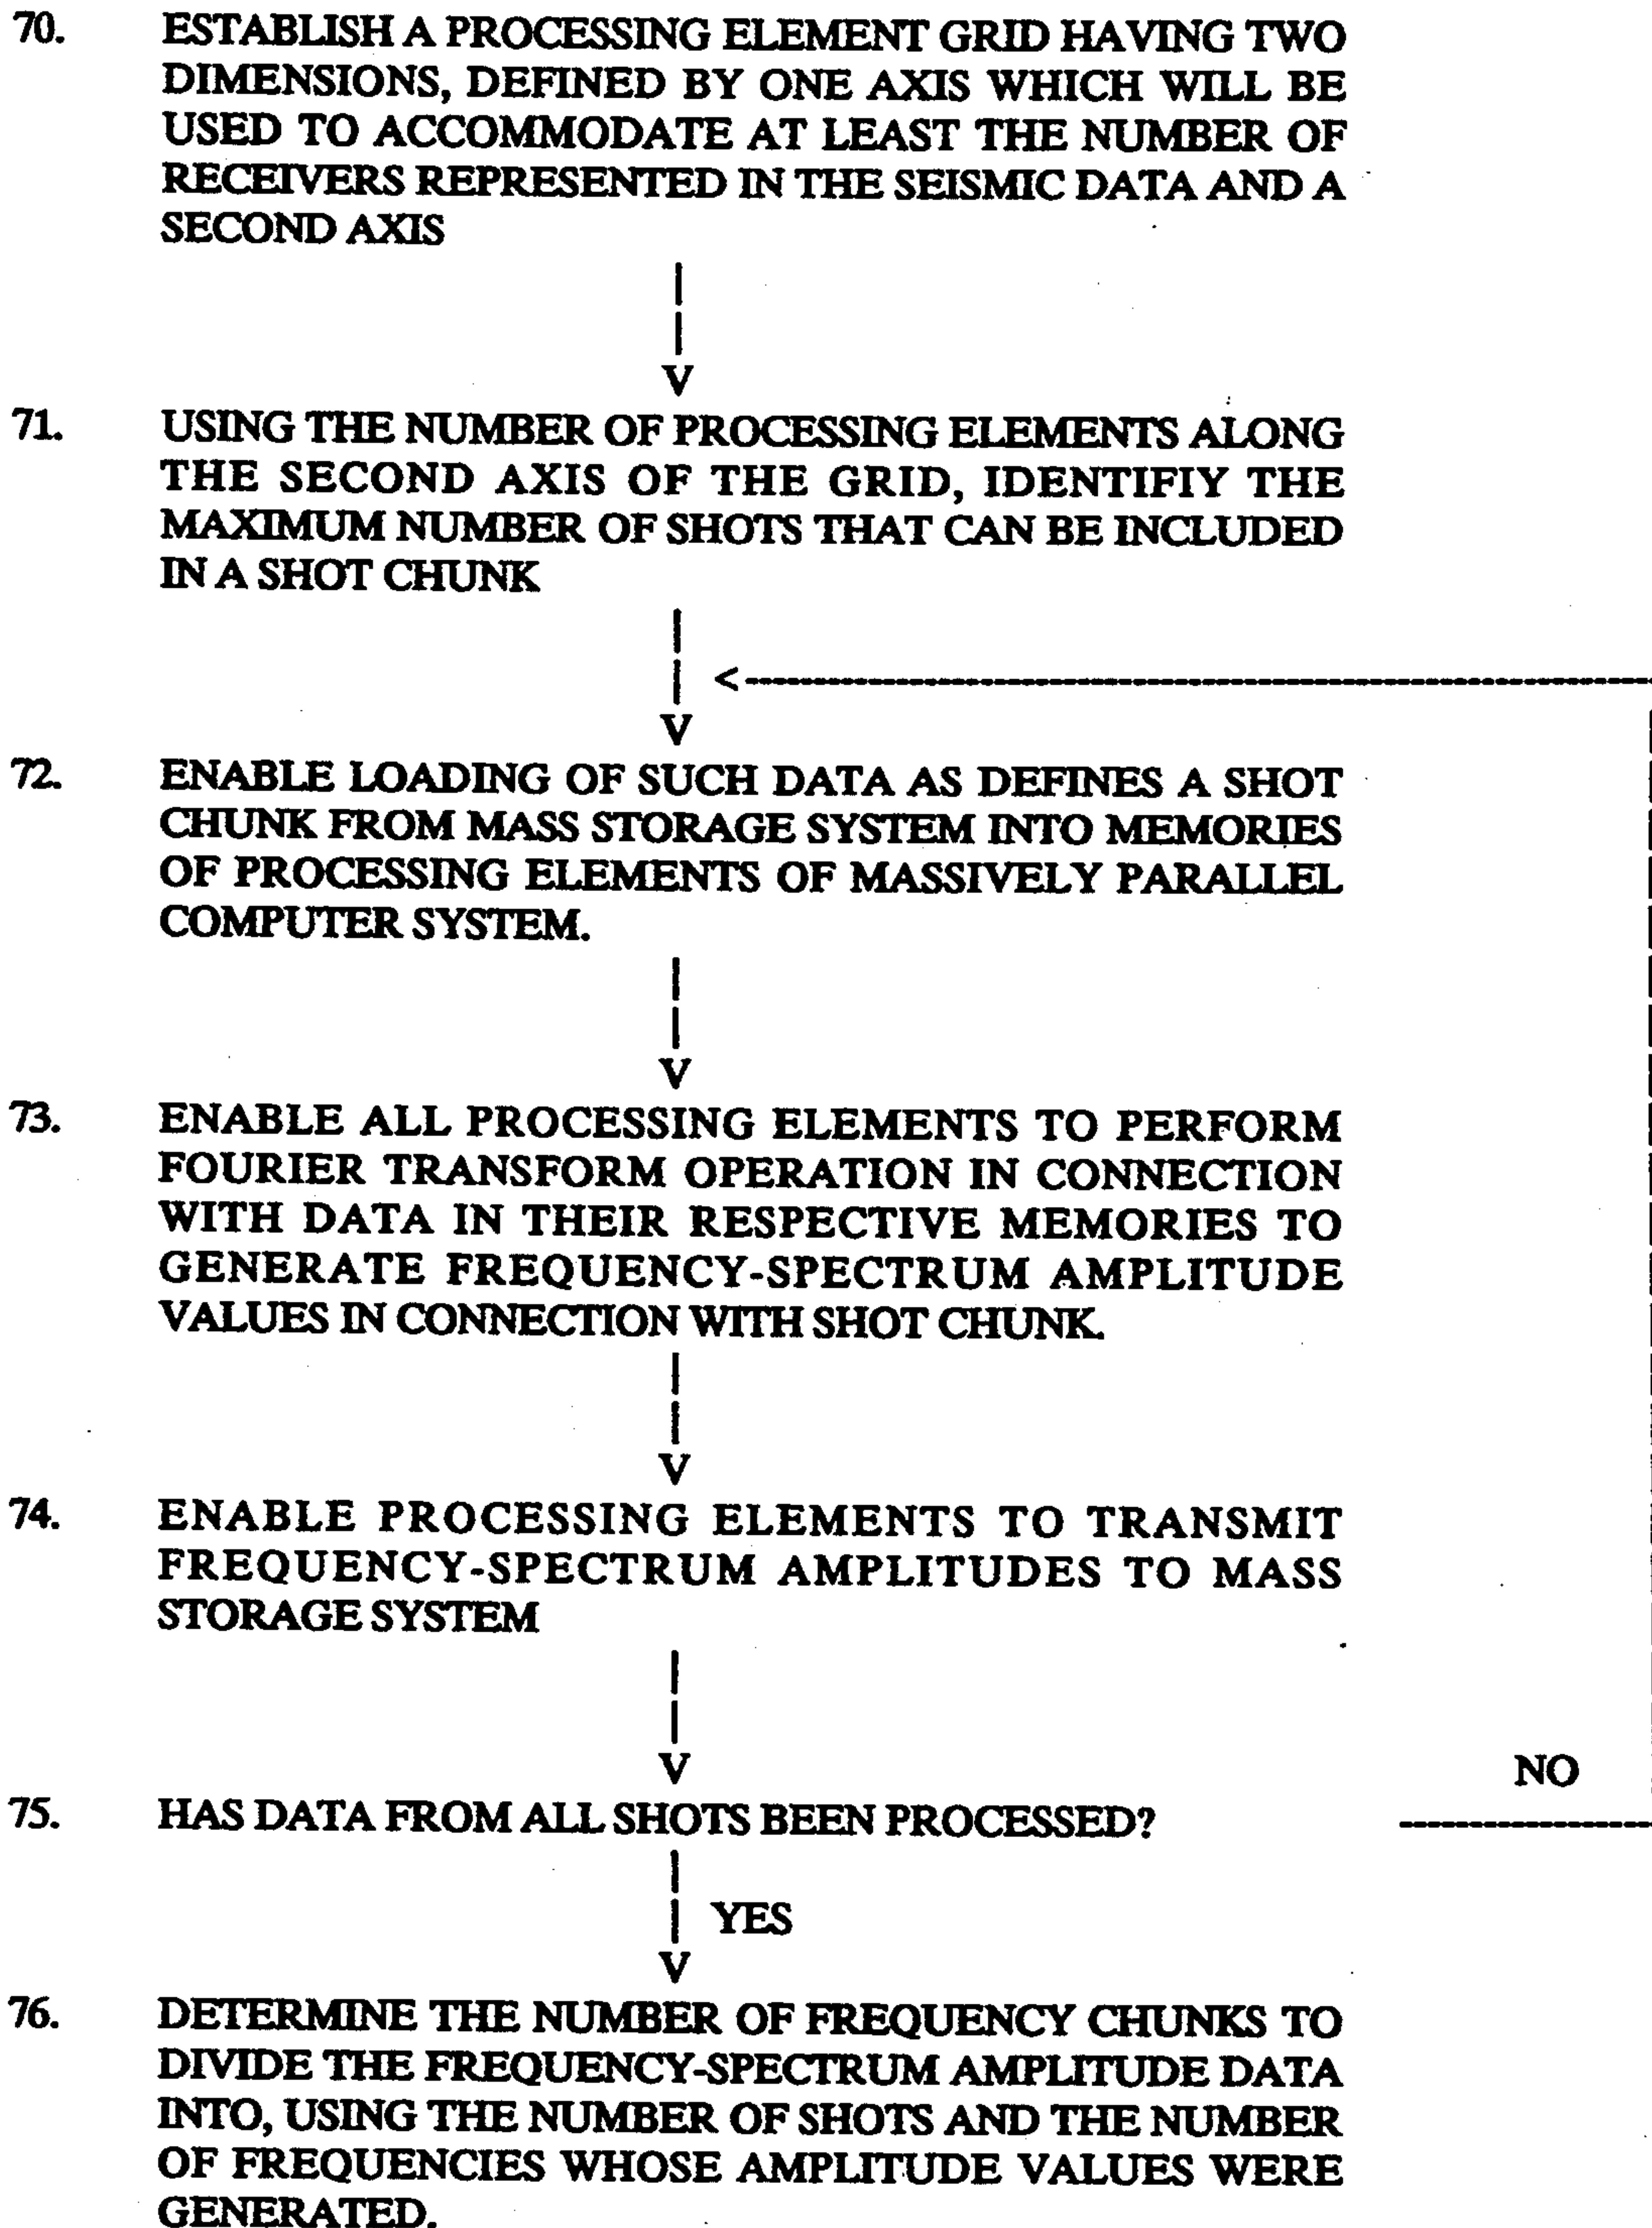 70. ESTABLISH A PROCESSING ELEMENT GRID HAVING TWO
DIMENSIONS, DEFINED BY ONE AXIS WHICH WILL BE
USED TO ACCOMMODATE AT LEAST THE NUMBER OF
RECEIVERS REPRESENTED IN THE SEISMIC DATA AND A
SECOND AXIS
71. USING THE NUMBER OF PROCESSING ELEMENTS ALONG
THE SECOND AXIS OF THE GRID, IDENTIFIY THE
MAXIMUM NUMBER OF SHOTS THAT CAN BE INCLUDED
IN A SHOT CHUNK
72. ENABLE LOADING OF SUCH DATA AS DEFINES A SHOT
CHUNK FROM MASS STORAGE SYSTEM INTO MEMORIES
OF PROCESSING ELEMENTS OF MASSIVELY PARALLEL
COMPUTER SYSTEM.
73. ENABLE ALL PROCESSING ELEMENTS TO PERFORM
FOURIER TRANSFORM OPERATION IN CONNECTION
WITH DATA IN THEIR RESPECTIVE MEMORIES TO
GENERATE FREQUENCY-SPECTRUM AMPLITUDE
VALUES IN CONNECTION WITH SHOT CHUNK.
74. ENABLE PROCESSING ELEMENTS TO TRANSMIT
FREQUENCY-SPECTRUM AMPLITUDES TO MASS
STORAGE SYSTEM
NO
75. HAS DATA FROM ALL SHOTS BEEN PROCESSED?
YES
76. DETERMINE THE NUMBER OF FREQUENCY CHUNKS TO
DIVIDE THE FREQUENCY-SPECTRUM AMPLITUDE DATA
INTO, USING THE NUMBER OF SHOTS AND THE NUMBER
OF FREQUENCIES WHOSE AMPLITUDE VALUES WERE
GENERATED.